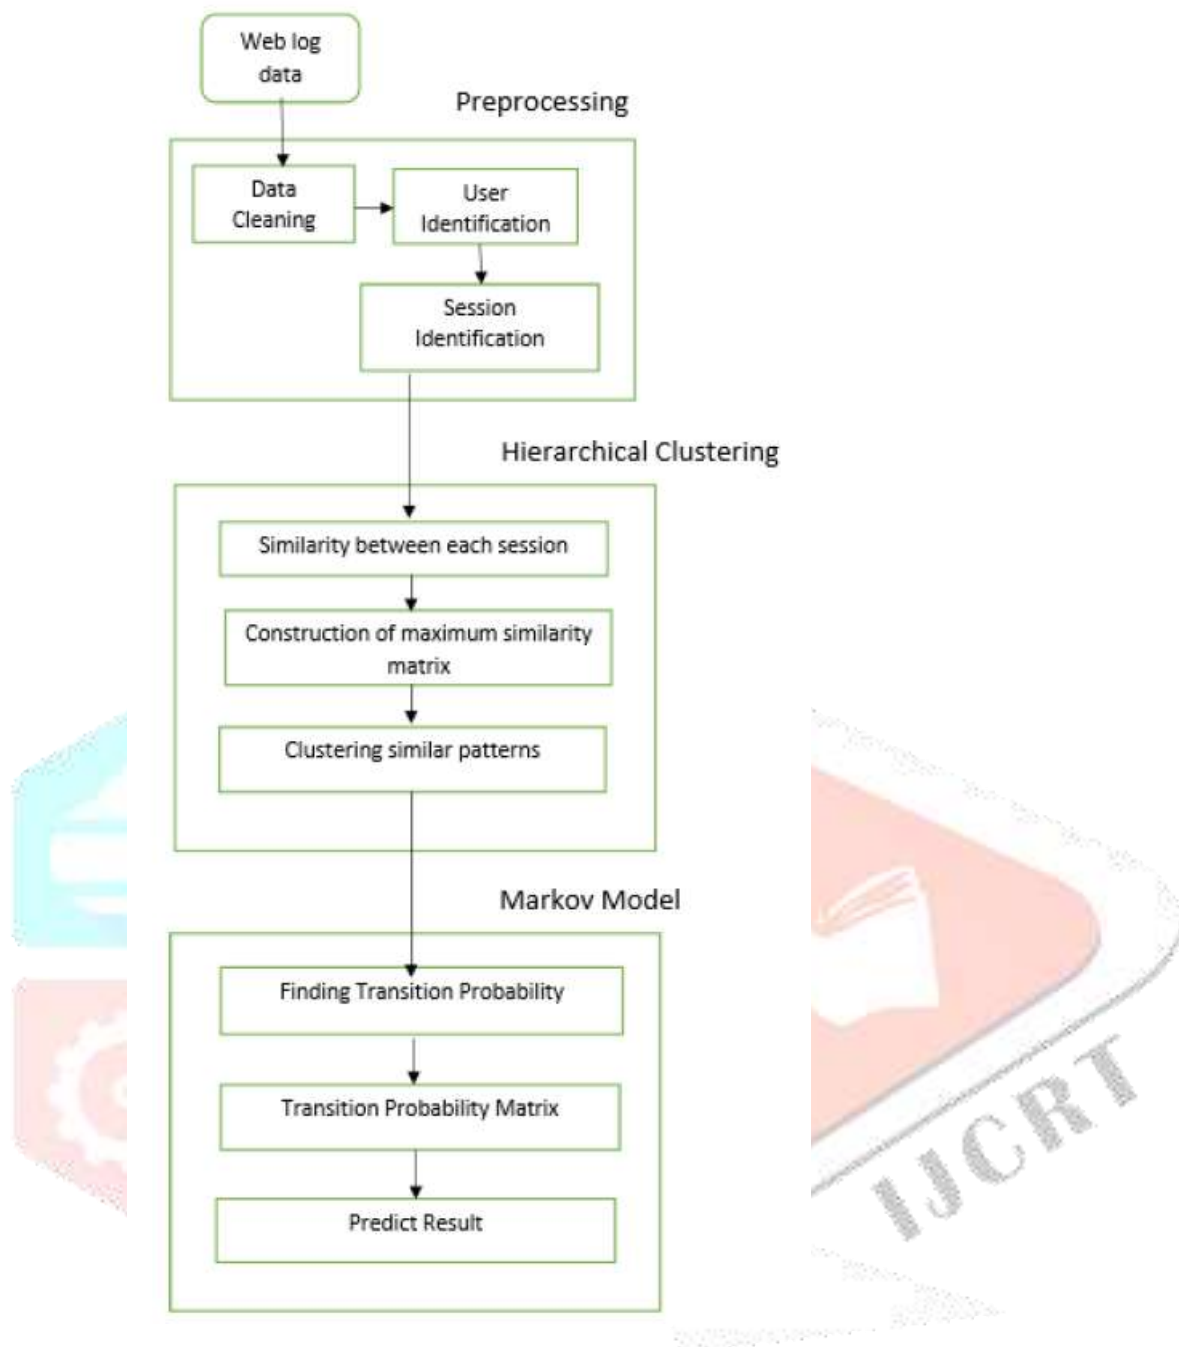 Web log
data
Preprocessing
Data
Cleaning
User
Identification
Session
Identification
Hierarchical Clustering
Similarity between each session
Construction of maximum similarity
matrix
Clustering similar patterns
Markov Model
Finding Transition Probability
Transition Probability Matrix
Predict Result
IJCRT